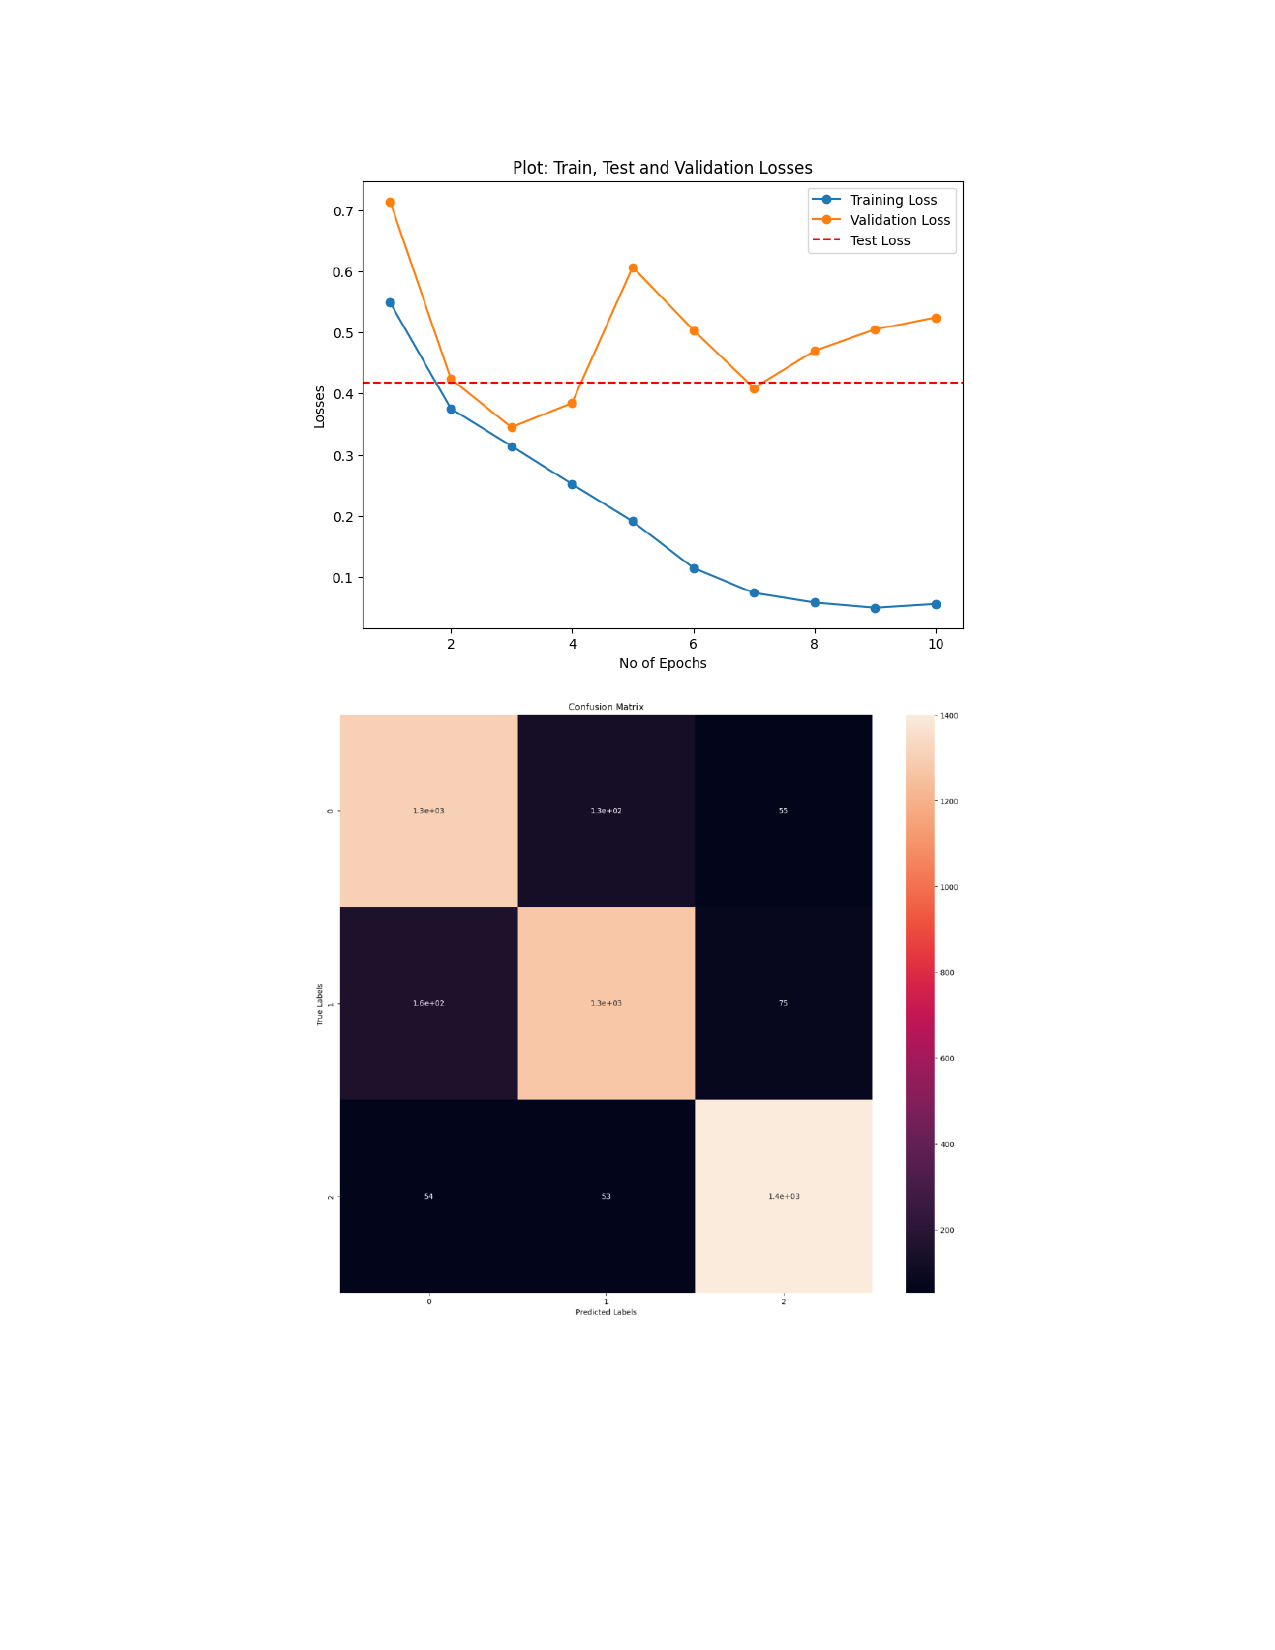 Plot: Train, Test and Validation Losses
Training Loss
Validation Loss
Test Loss
0.7
0.6
0.5
0.4
0.3
0.2
0.1
Losses
2 4 6 8 10
No of Epochs
Confusion Matrix
1.3e+03 1.3e+02 55
1.6e+02 1.3e+03 75
54 53 1.4e+03
0
1
2
True Labels
0 1 2
Predicted Labels
1400
1200
1000
800
600
400
200